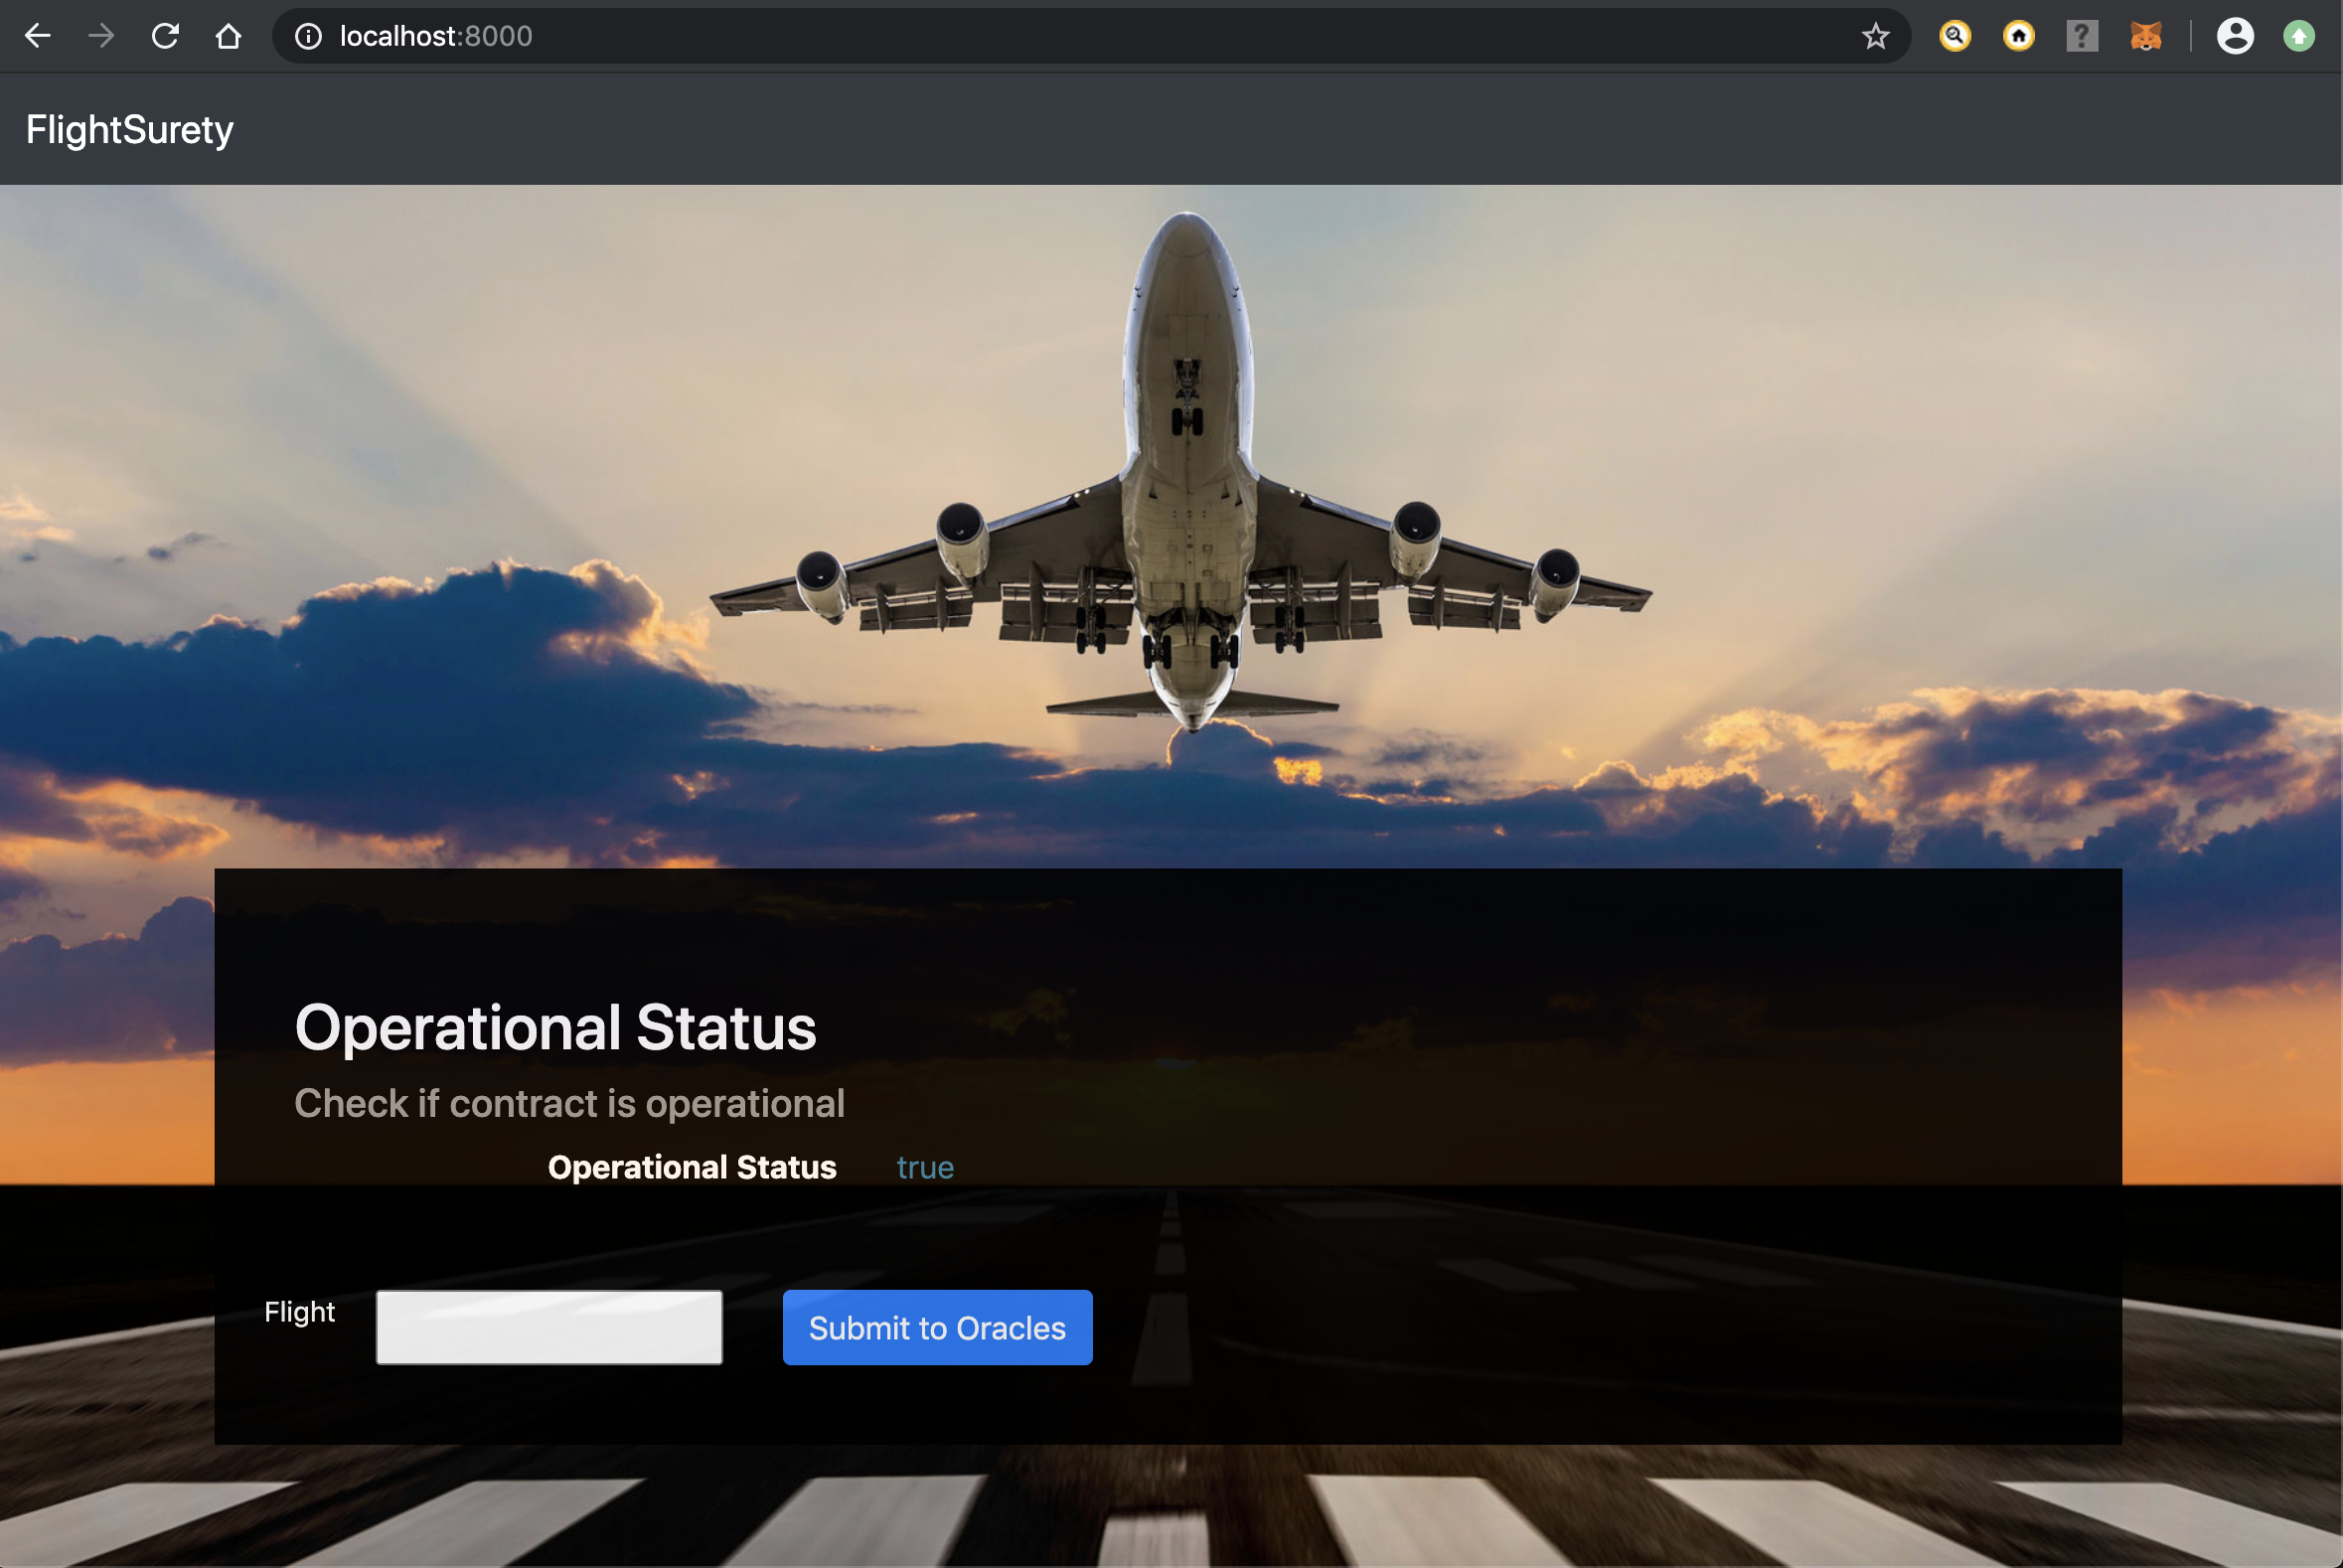 localhost:8000
FlightSurety
Operational Status
Check if contract is operational
Operational Status true
Flight Submit to Oracles